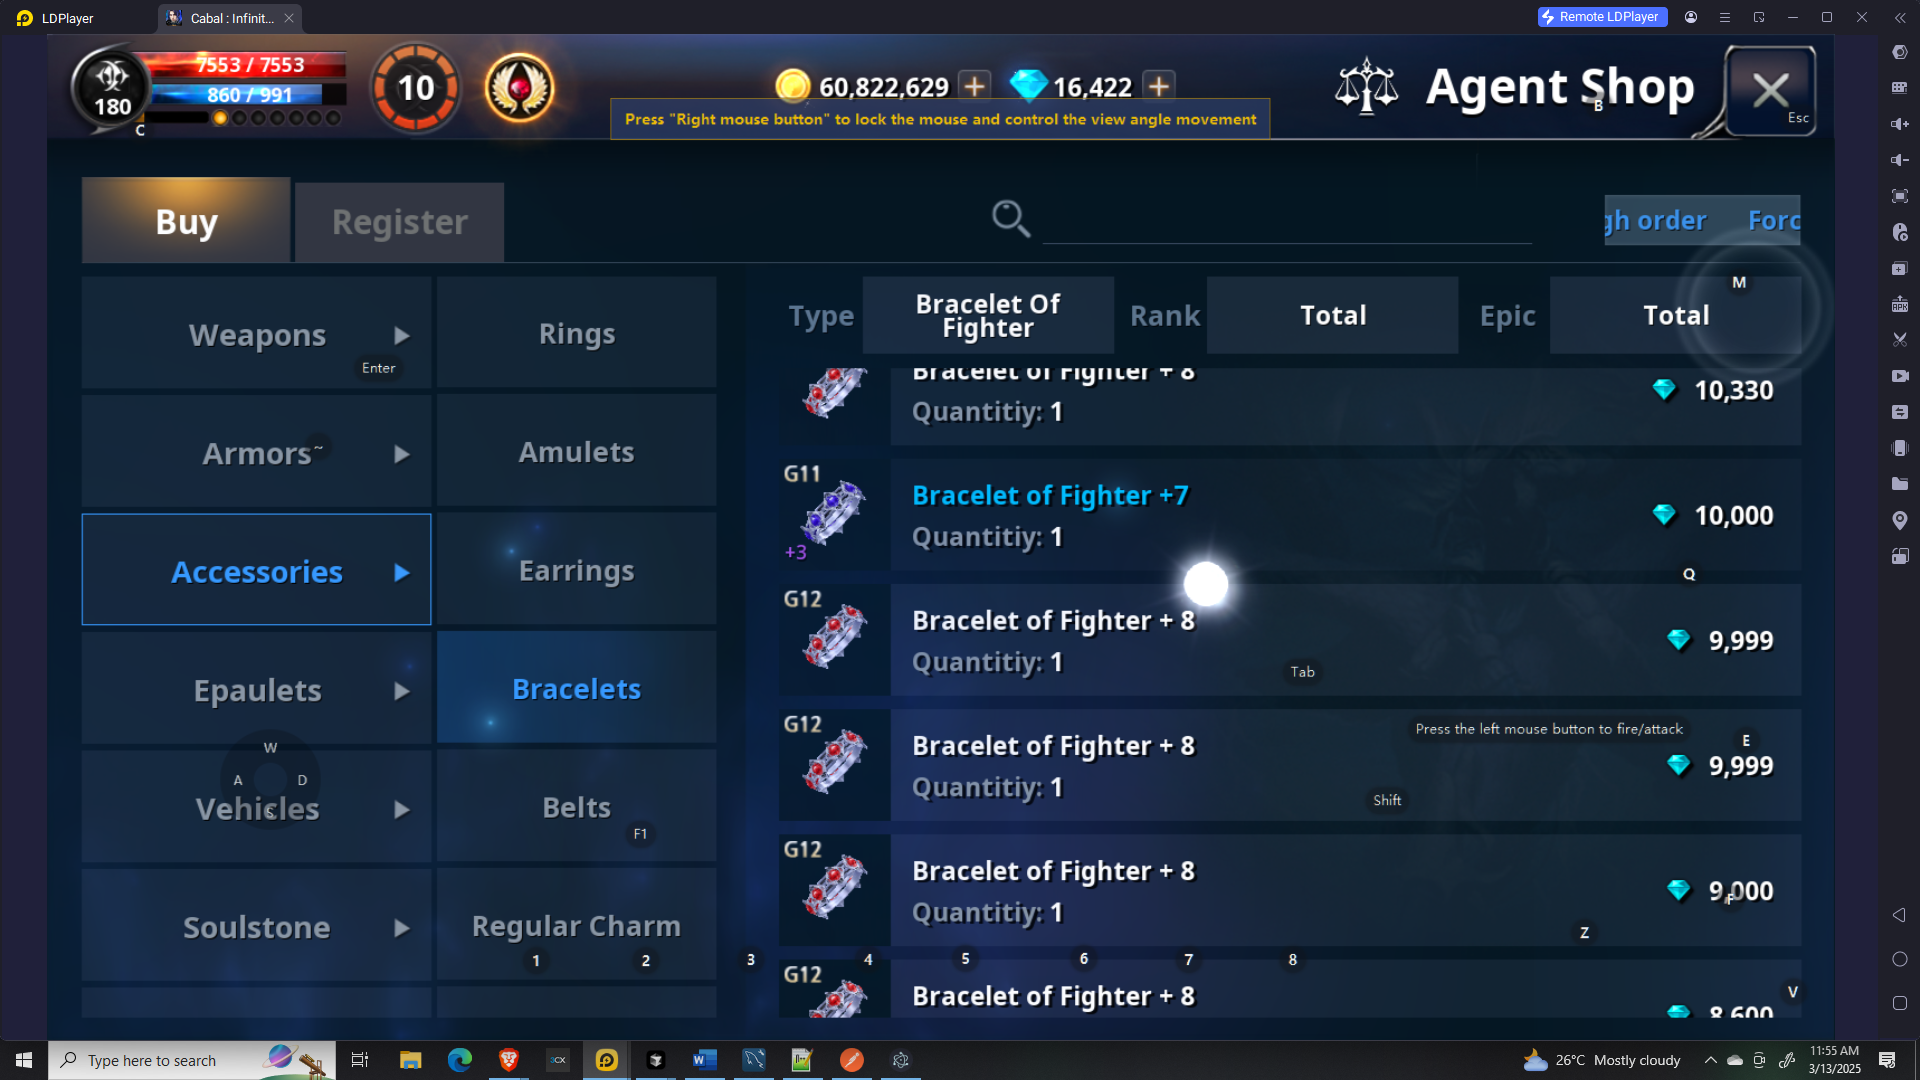 LDPlayer
Cabal : Infinit...
Remote LDPlayer
7553 / 7553
860 / 991
180
C
10
60,822,629
16,422
Agent Shop
B
Esc
Press "Right mouse button" to lock the mouse and control the view angle movement
Buy
Register
gh order
Forc
M
Weapons
Enter
Armors
~
Accessories
Epaulets
W
A
D
S
Vehicles
Soulstone
Rings
Amulets
Earrings
Bracelets
Belts
F1
Regular Charm
Type
Bracelet Of
Fighter
Rank
Total
Epic
Total
Bracelet of Fighter + 8
Quantitiy: 1
10,330
G11
+3
Bracelet of Fighter +7
Quantitiy: 1
10,000
Q
G12
Bracelet of Fighter + 8
Quantitiy: 1
9,999
Tab
G12
Bracelet of Fighter + 8
Quantitiy: 1
Press the left mouse button to fire/attack
E
9,999
Shift
G12
Bracelet of Fighter + 8
Quantitiy: 1
9,000
F
Z
1 2 3 4 5 6 7 8
G12
Bracelet of Fighter + 8
8,600
V
Type here to search
3CX
26°C Mostly cloudy
11:55 AM
3/13/2025